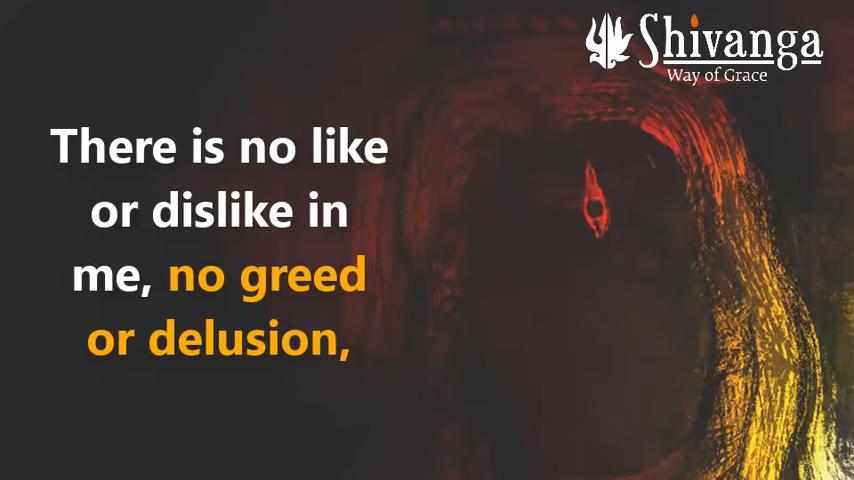 Shivanga
Way of Grace
There is no like
or dislike in
me, no greed
or delusion,